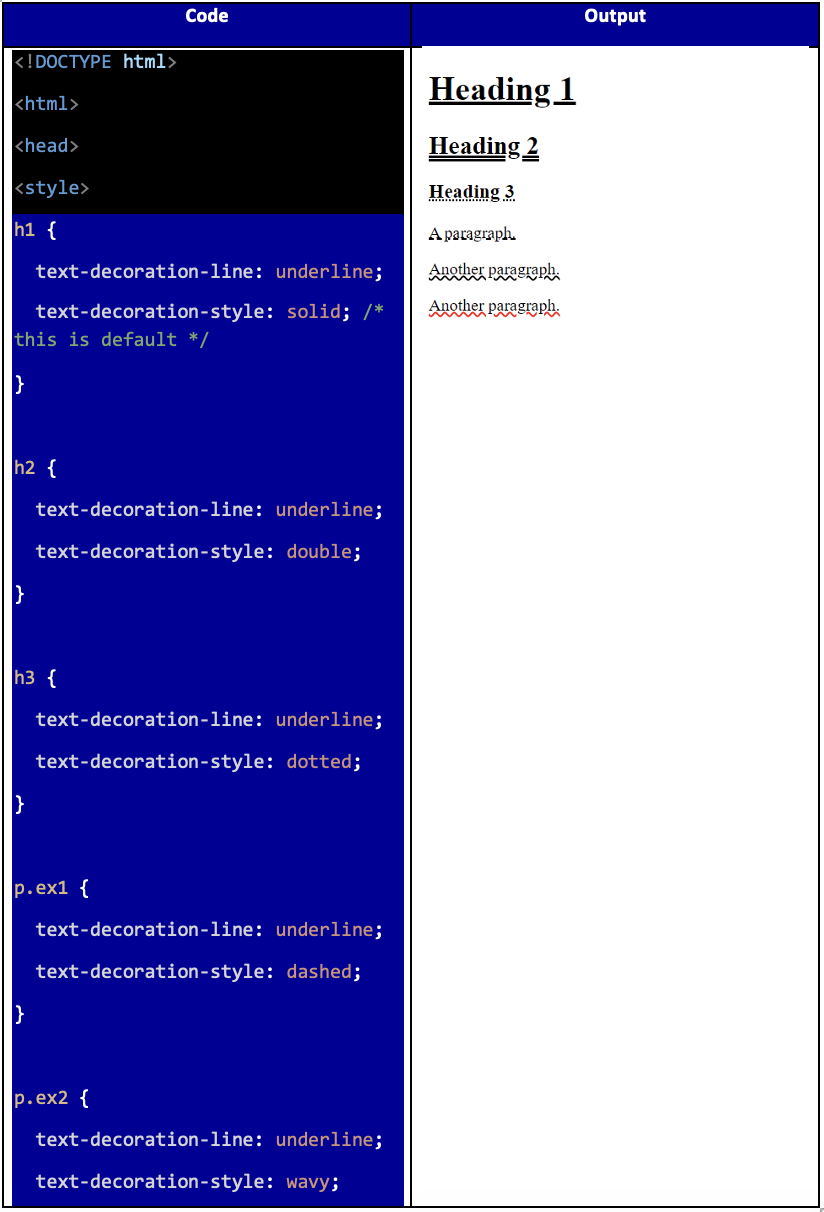 Code
Output
<!DOCTYPE html>
<html>
<head>
<style>
h1 {
  text-decoration-line: underline;
  text-decoration-style: solid; /*
this is default */
}
h2 {
  text-decoration-line: underline;
  text-decoration-style: double;
}
h3 {
  text-decoration-line: underline;
  text-decoration-style: dotted;
}
p.ex1 {
  text-decoration-line: underline;
  text-decoration-style: dashed;
}
p.ex2 {
  text-decoration-line: underline;
  text-decoration-style: wavy;
Heading 1
Heading 2
Heading 3
A paragraph.
Another paragraph.
Another paragraph.